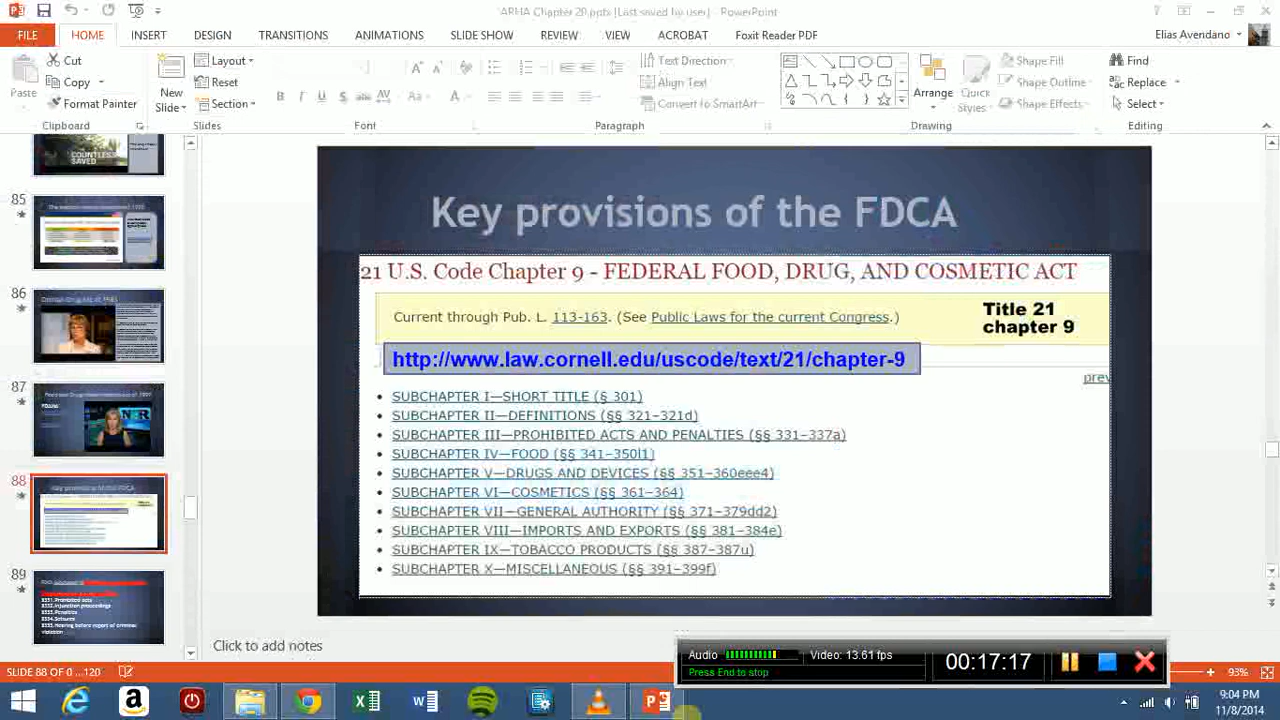 ARHA Chapter 20.pptx [Last saved by user] - PowerPoint
FILE HOME INSERT DESIGN TRANSITIONS ANIMATIONS SLIDE SHOW REVIEW VIEW ACROBAT Foxit Reader PDF Elias Avendano
Paste
Cut
Copy
Format Painter
Clipboard
New
Slide
Layout
Reset
Section
Slides
Font
Text Direction
Align Text
Convert to SmartArt
Paragraph
Arrange
Quick
Styles
Shape Fill
Shape Outline
Shape Effects
Drawing
Find
Replace
Select
Editing
COUNTLESS
SAVED
85
86
87
88
89
Key provisions of the FDCA
21 U.S. Code Chapter 9 - FEDERAL FOOD, DRUG, AND COSMETIC ACT
Current through Pub. L. 113-163. (See Public Laws for the current Congress.)
Title 21
chapter 9
http://www.law.cornell.edu/uscode/text/21/chapter-9
prev
• SUBCHAPTER I—SHORT TITLE (§ 301)
• SUBCHAPTER II—DEFINITIONS (§§ 321–321d)
• SUBCHAPTER III—PROHIBITED ACTS AND PENALTIES (§§ 331–337a)
• SUBCHAPTER IV—FOOD (§§ 341–350l1)
• SUBCHAPTER V—DRUGS AND DEVICES (§§ 351–360eee4)
• SUBCHAPTER VI—COSMETICS (§§ 361–364)
• SUBCHAPTER VII—GENERAL AUTHORITY (§§ 371–379dd2)
• SUBCHAPTER VIII—IMPORTS AND EXPORTS (§§ 381–384e)
• SUBCHAPTER IX—TOBACCO PRODUCTS (§§ 387–387u)
• SUBCHAPTER X—MISCELLANEOUS (§§ 391–399f)
Click to add notes
Audio
Video: 13.61 fps
Press End to stop
00:17:17
SLIDE 88 OF 0 ...120
93%
9:04 PM
11/8/2014